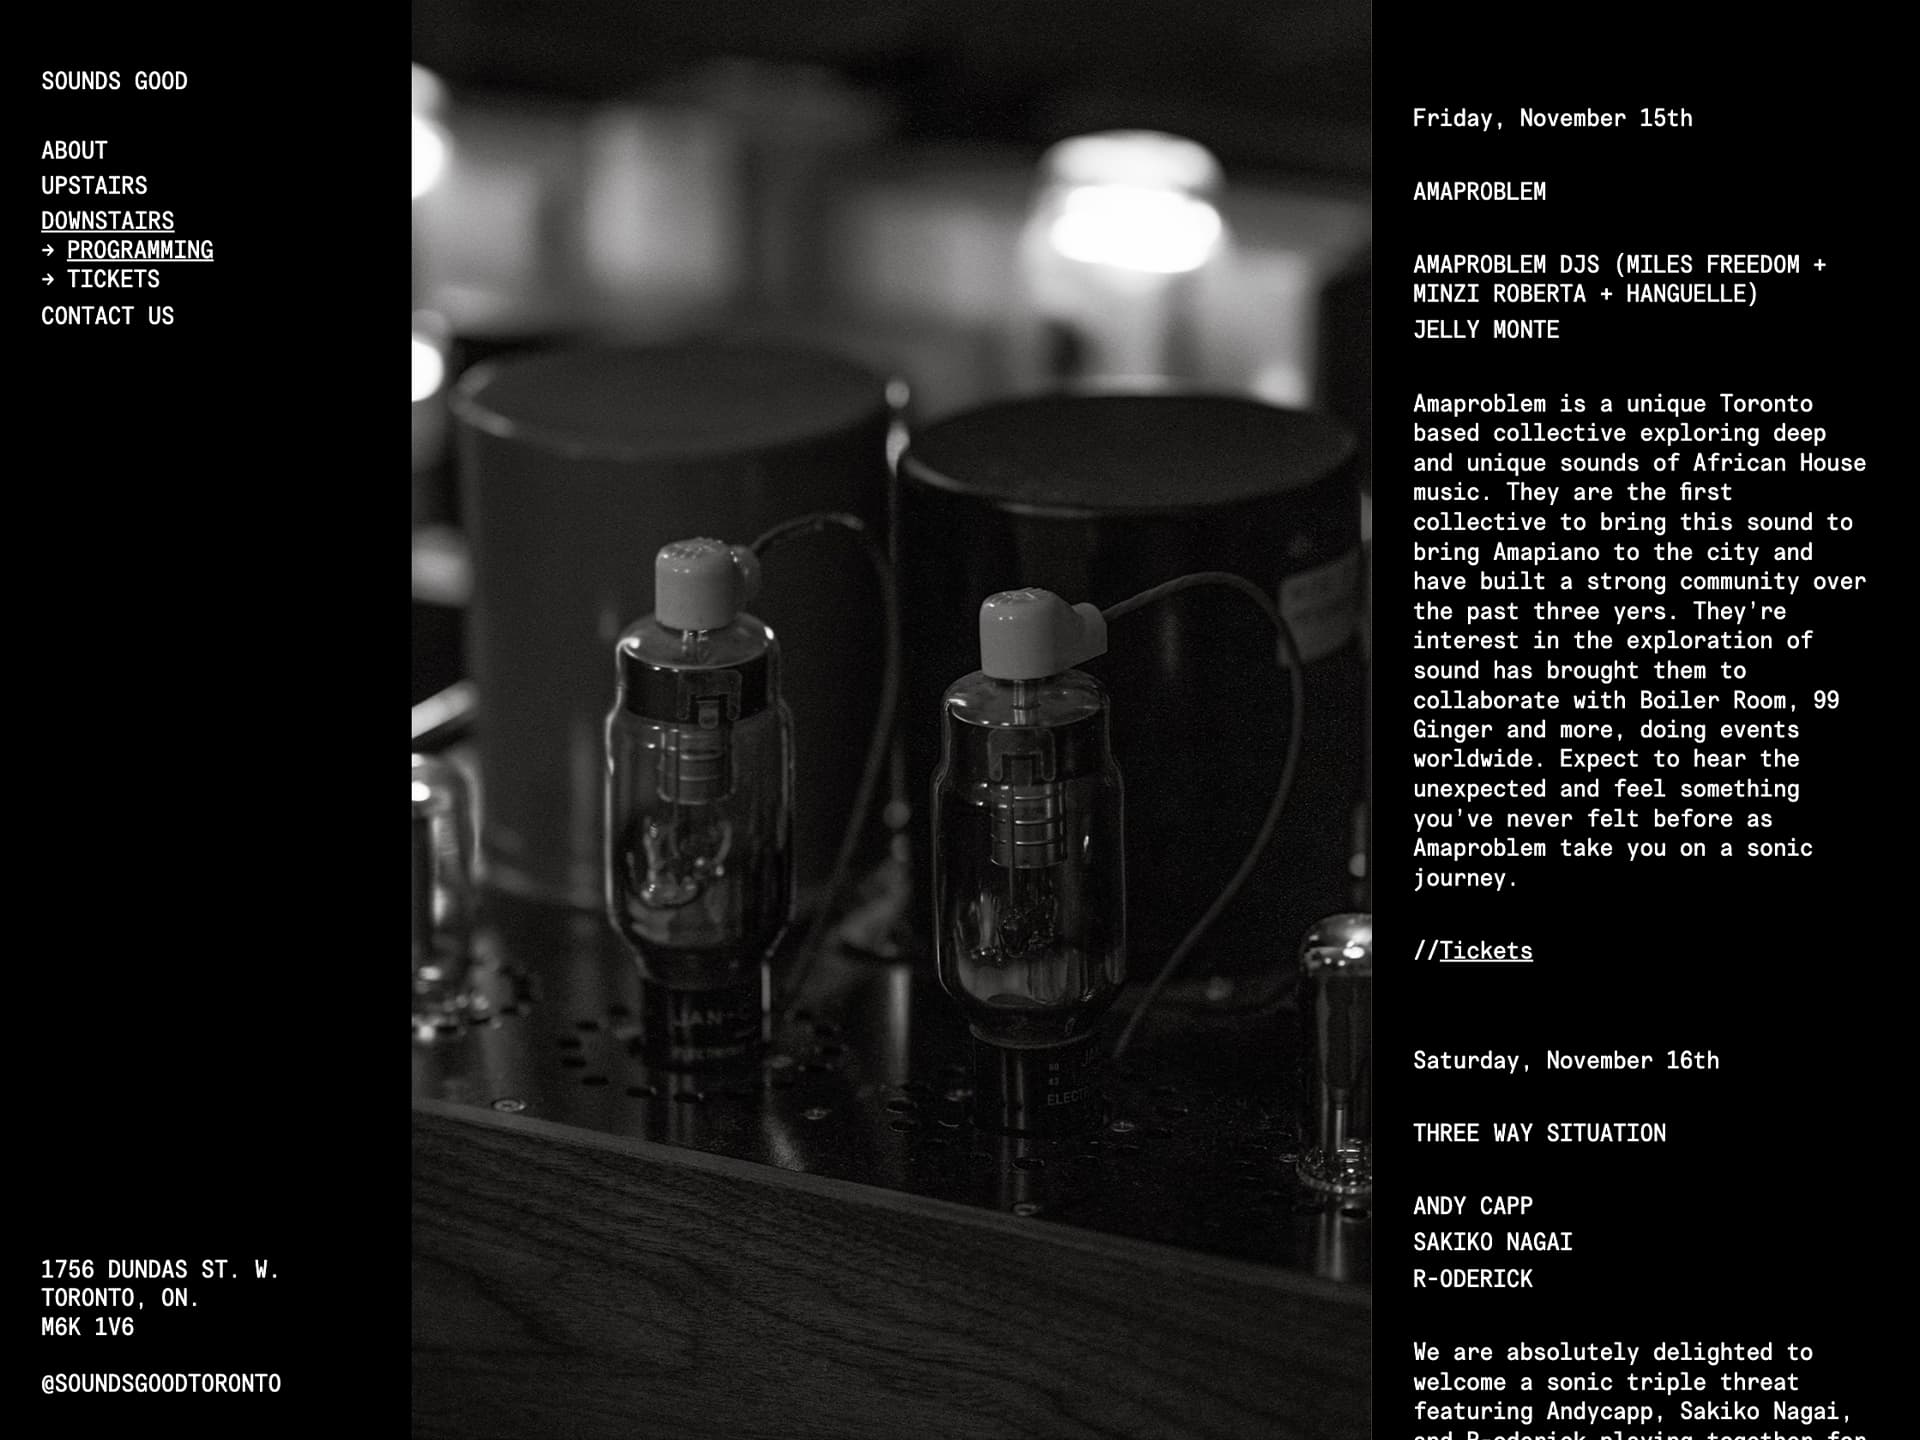 SOUNDS GOOD
ABOUT
UPSTAIRS
DOWNSTAIRS
→ PROGRAMMING
→ TICKETS
CONTACT US
1756 DUNDAS ST. W.
TORONTO, ON.
M6K 1V6
@SOUNDSGOODTORONTO
JAN-C
ELECT
Friday, November 15th
AMAPROBLEM
AMAPROBLEM DJS (MILES FREEDOM +
MINZI ROBERTA + HANGUELLE)
JELLY MONTE
Amaproblem is a unique Toronto
based collective exploring deep
and unique sounds of African House
music. They are the first
collective to bring this sound to
bring Amapiano to the city and
have built a strong community over
the past three yers. They're
interest in the exploration of
sound has brought them to
collaborate with Boiler Room, 99
Ginger and more, doing events
worldwide. Expect to hear the
unexpected and feel something
you've never felt before as
Amaproblem take you on a sonic
journey.
//Tickets
Saturday, November 16th
THREE WAY SITUATION
ANDY CAPP
SAKIKO NAGAI
R-ODERICK
We are absolutely delighted to
welcome a sonic triple threat
featuring Andycapp, Sakiko Nagai,